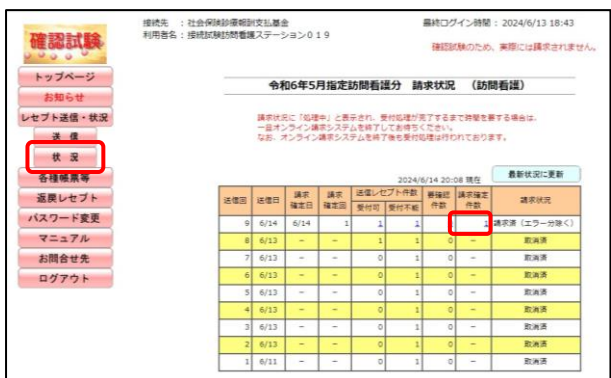 接続先 ：社会保険診療報酬支払基金
利用者名：接続試験訪問看護ステーション０１９
最終ログイン時間：2024/6/13 18:43
確認試験のため、実際には請求されません。
確認試験
トップページ
お知らせ
レセプト送信・状況
送 信
状 況
各種帳票等
返戻レセプト
パスワード変更
マニュアル
お問合せ先
ログアウト
令和6年5月指定訪問看護分 請求状況 （訪問看護）
請求状況に「処理中」と表示され、受付処理が完了するまで時間を要する場合は、
一旦オンライン請求システムを終了してお待ちください。
なお、オンライン請求システムを終了後も受付処理は行われております。
2024/6/14 20:08 現在
最新状況に更新
送信回 送信日 請求確定日 請求確定回 送信レセプト件数 受付可 受付不能 要確認件数 請求確定件数 請求状況
9 6/14 6/14 1 1 1 1 請求済（エラー分除く）
8 6/13 － － 1 1 0 － 取消済
7 6/13 － － 0 1 0 － 取消済
6 6/13 － － 0 1 0 － 取消済
5 6/13 － － 0 1 0 － 取消済
4 6/13 － － 0 1 0 － 取消済
3 6/13 － － 0 1 0 － 取消済
2 6/13 － － 0 1 0 － 取消済
1 6/11 － － 0 1 0 － 取消済